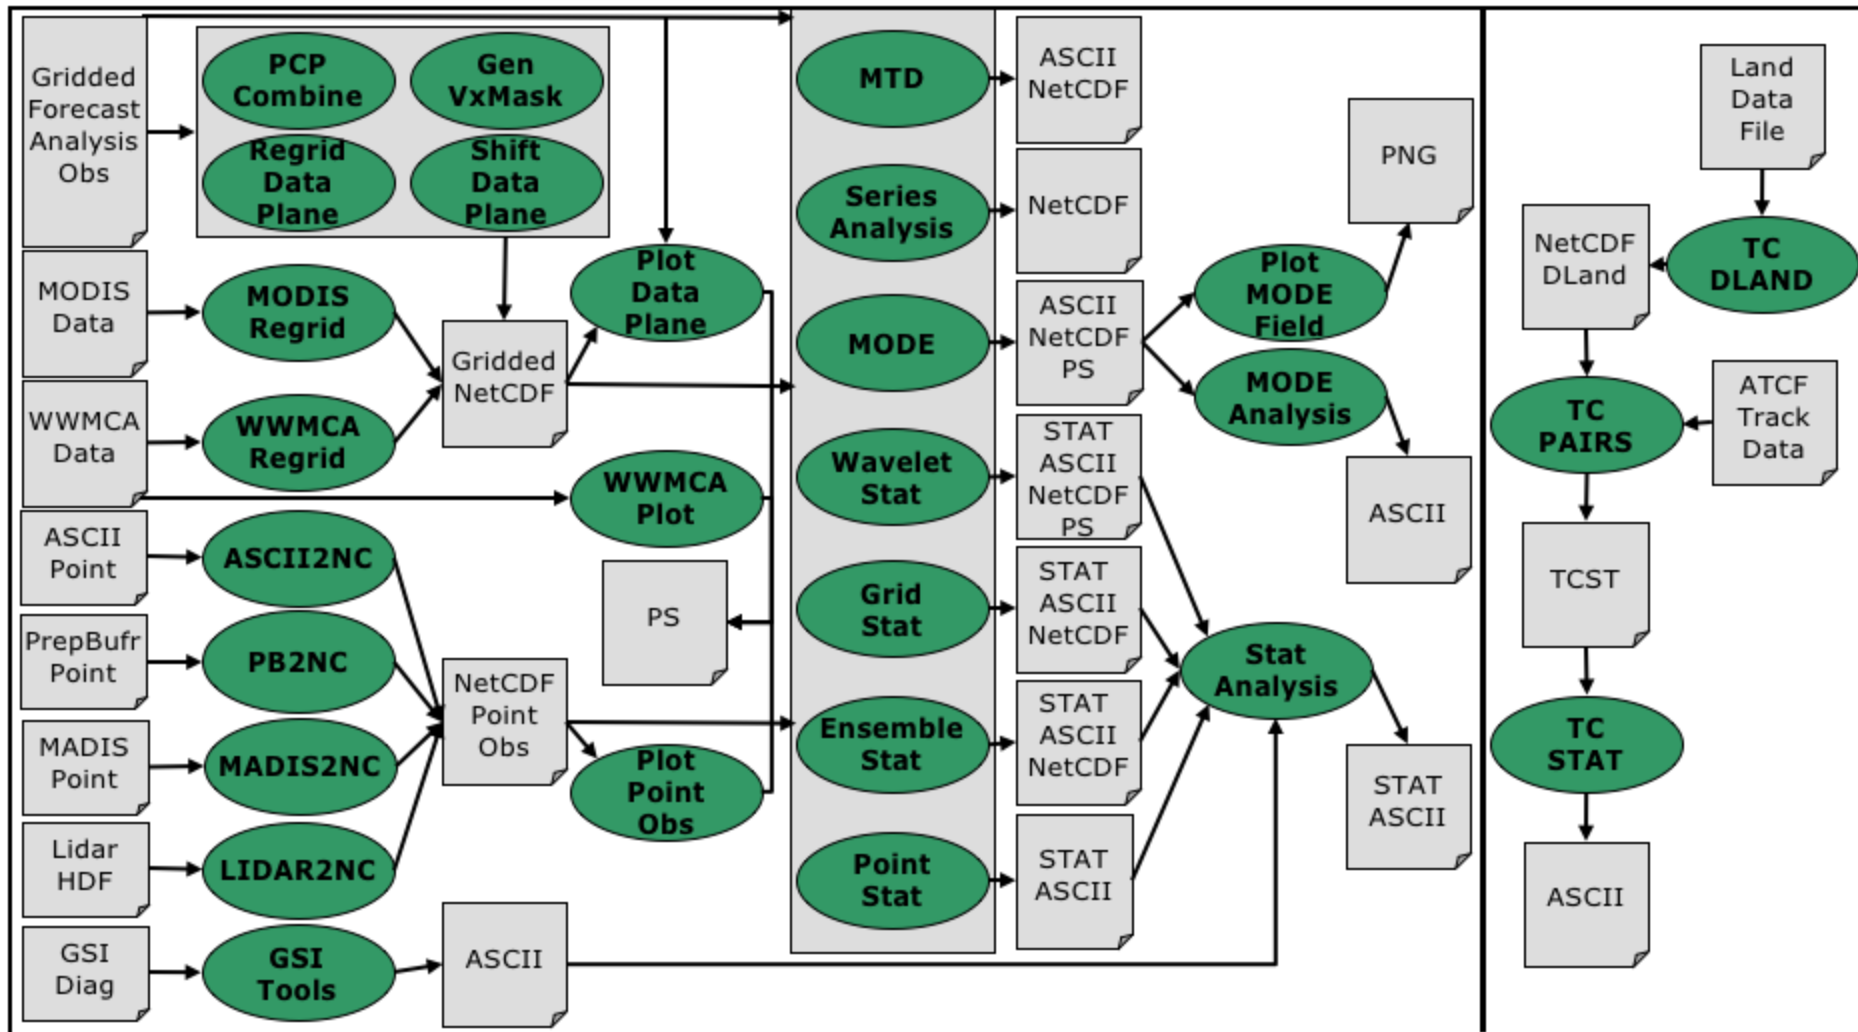 Gridded
Forecast
Analysis
Obs
PCP
Combine
Gen
VxMask
Regrid
Data
Plane
Shift
Data
Plane
MODIS
Data
MODIS
Regrid
WWMCA
Data
WWMCA
Regrid
Gridded
NetCDF
Plot
Data
Plane
WWMCA
Plot
ASCII
Point
ASCII2NC
PrepBufr
Point
PB2NC
MADIS
Point
MADIS2NC
Lidar
HDF
LIDAR2NC
GSI
Diag
GSI
Tools
NetCDF
Point
Obs
PS
Plot
Point
Obs
ASCII
MTD
ASCII
NetCDF
Series
Analysis
NetCDF
MODE
ASCII
NetCDF
PS
Plot
MODE
Field
PNG
MODE
Analysis
ASCII
Wavelet
Stat
STAT
ASCII
NetCDF
PS
Grid
Stat
STAT
ASCII
NetCDF
Ensemble
Stat
STAT
ASCII
NetCDF
Point
Stat
STAT
ASCII
Stat
Analysis
STAT
ASCII
Land
Data
File
TC
DLAND
NetCDF
DLand
ATCF
Track
Data
TC
PAIRS
TCST
TC
STAT
ASCII